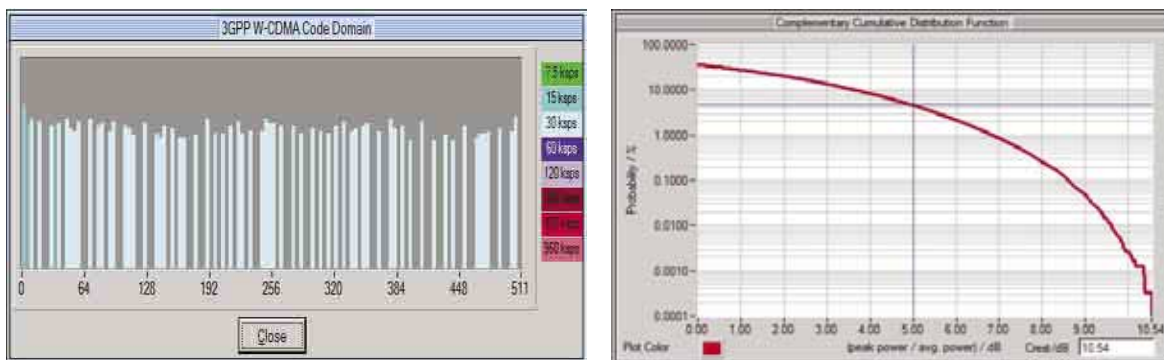 3GPP W-CDMA Code Domain
7.5 ksps
15 ksps
30 ksps
60 ksps
120 ksps
960 ksps
0 64 128 192 256 320 384 448 511
Close
Complementary Cumulative Distribution Function
Probability / %
100.0000
10.0000
1.0000
0.1000
0.0100
0.0010
0.0001
0.00 1.00 2.00 3.00 4.00 5.00 6.00 7.00 8.00 9.00 10.54
Plot Color
(peak power / avg. power) / dB
Crest/dB 10.54